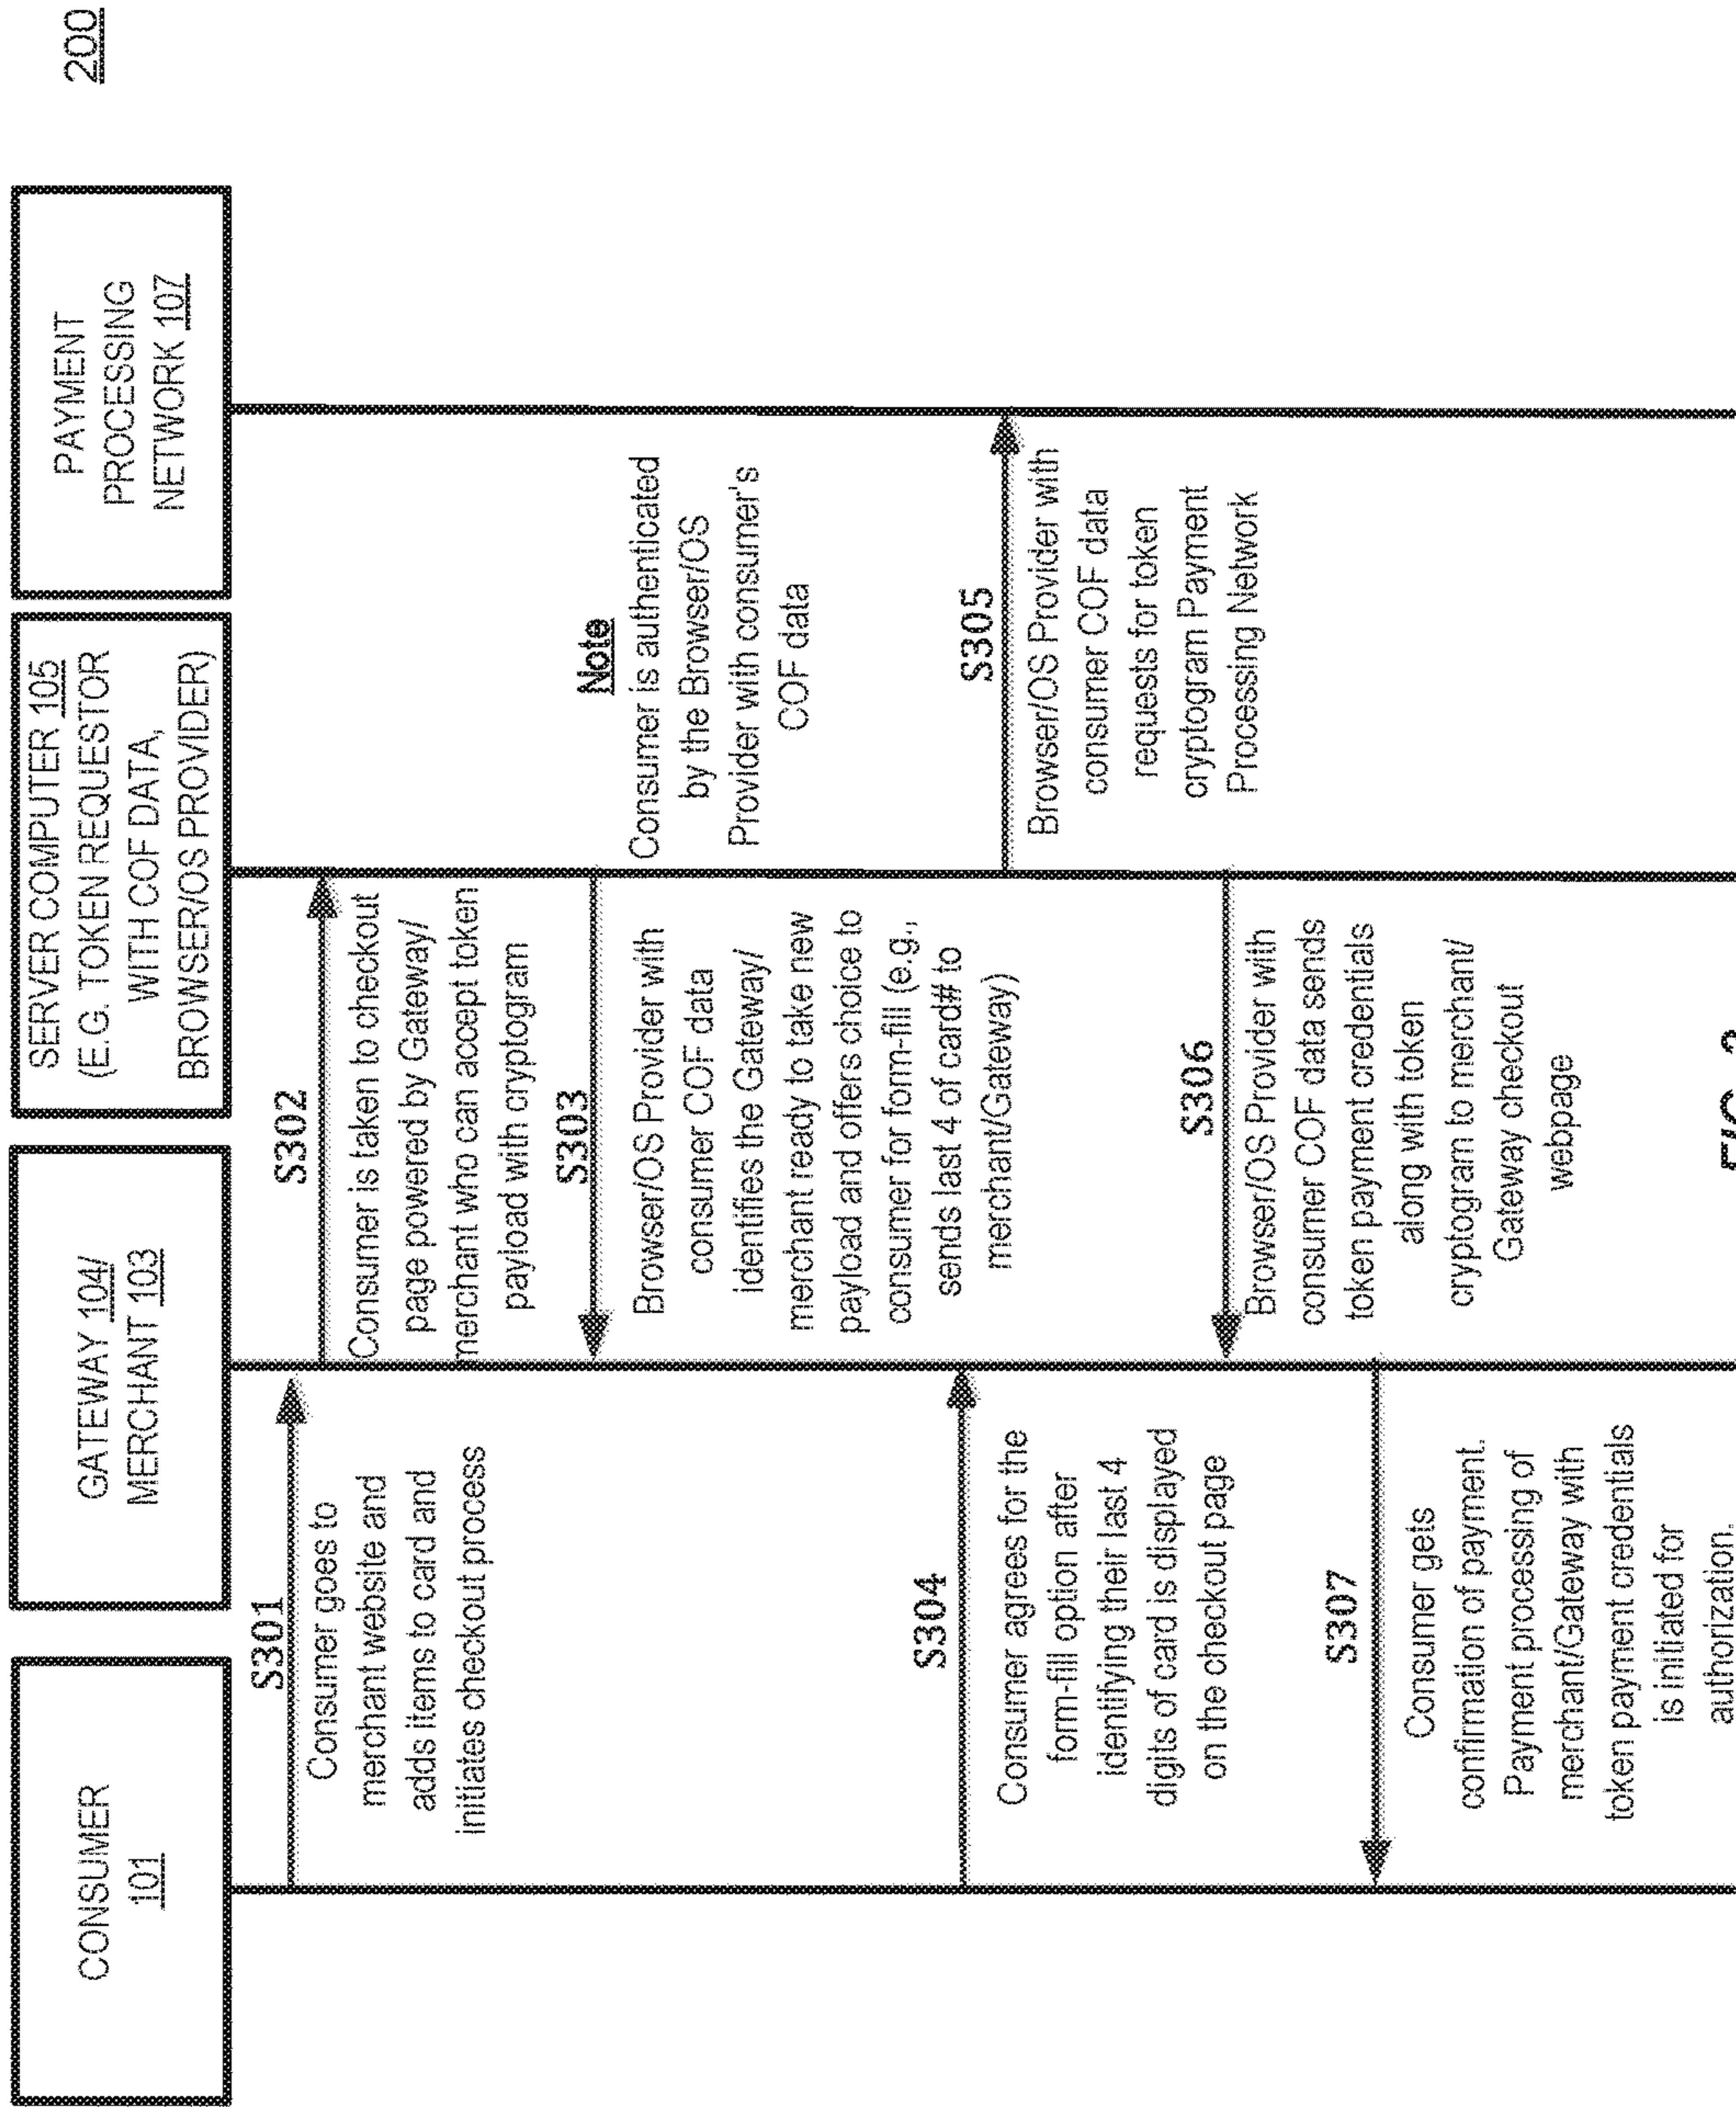 200
CONSUMER
101
GATEWAY 104/
MERCHANT 103
SERVER COMPUTER 105
(E.G. TOKEN REQUESTOR
WITH COF DATA,
BROWSER/OS PROVIDER)
PAYMENT
PROCESSING
NETWORK 107
S301
Consumer goes to
merchant website and
adds items to card and
initiates checkout process
S302
Consumer is taken to checkout
page powered by Gateway/
merchant who can accept token
payload with cryptogram
S303
Browser/OS Provider with
consumer COF data
identifies the Gateway/
merchant ready to take new
payload and offers choice to
consumer for form-fill (e.g.,
sends last 4 of card# to
merchant/Gateway)
Note
Consumer is authenticated
by the Browser/OS
Provider with consumer's
COF data
S304
Consumer agrees for the
form-fill option after
identifying their last 4
digits of card is displayed
on the checkout page
S305
Browser/OS Provider with
consumer COF data
requests for token
cryptogram Payment
Processing Network
S306
Browser/OS Provider with
consumer COF data sends
token payment credentials
along with token
cryptogram to merchant/
Gateway checkout
webpage
S307
Consumer gets
confirmation of payment.
Payment processing of
merchant/Gateway with
token payment credentials
is initiated for
authorization.